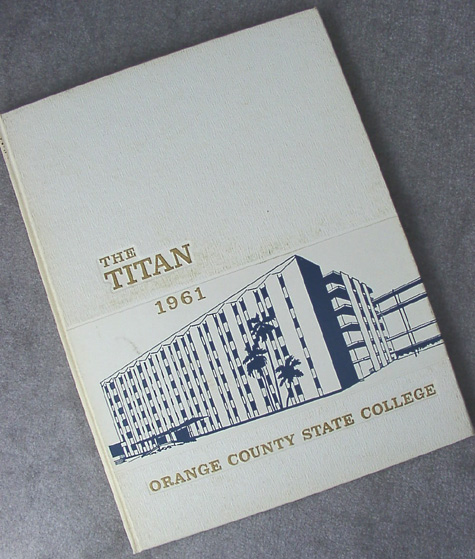 THE
TITAN
1961
ORANGE COUNTY STATE COLLEGE